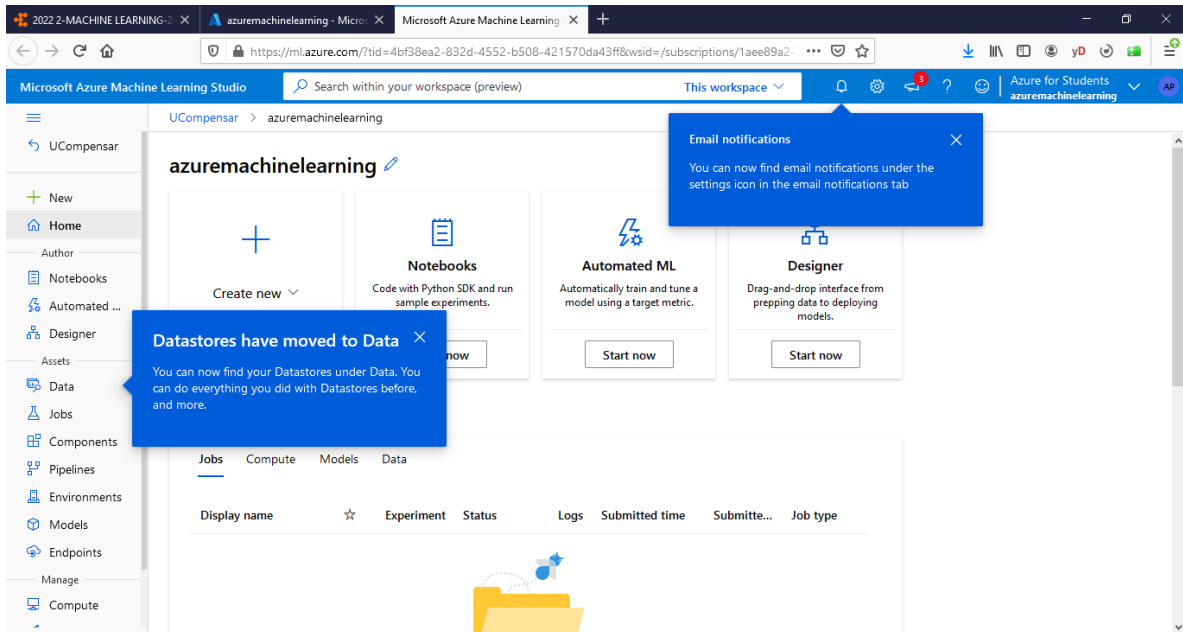 2022 2-MACHINE LEARNING-2
azuremachinelearning - Micros
Microsoft Azure Machine Learning
https://ml.azure.com/?tid=4bf38ea2-832d-4552-b508-421570da43ff&wsid=/subscriptions/1aee89a2-
yD
Microsoft Azure Machine Learning Studio
Search within your workspace (preview)
This workspace
3
?
Azure for Students
azuremachinelearning
AP
UCompensar > azuremachinelearning
UCompensar
New
Home
Author
Notebooks
Automated ...
Designer
Assets
Data
Jobs
Components
Pipelines
Environments
Models
Endpoints
Manage
Compute
azuremachinelearning
Email notifications
You can now find email notifications under the
settings icon in the email notifications tab
Create new
Notebooks
Code with Python SDK and run
sample experiments.
now
Automated ML
Automatically train and tune a
model using a target metric.
Start now
Designer
Drag-and-drop interface from
prepping data to deploying
models.
Start now
Datastores have moved to Data
You can now find your Datastores under Data. You
can do everything you did with Datastores before,
and more.
Jobs Compute Models Data
Display name Experiment Status Logs Submitted time Submitte... Job type